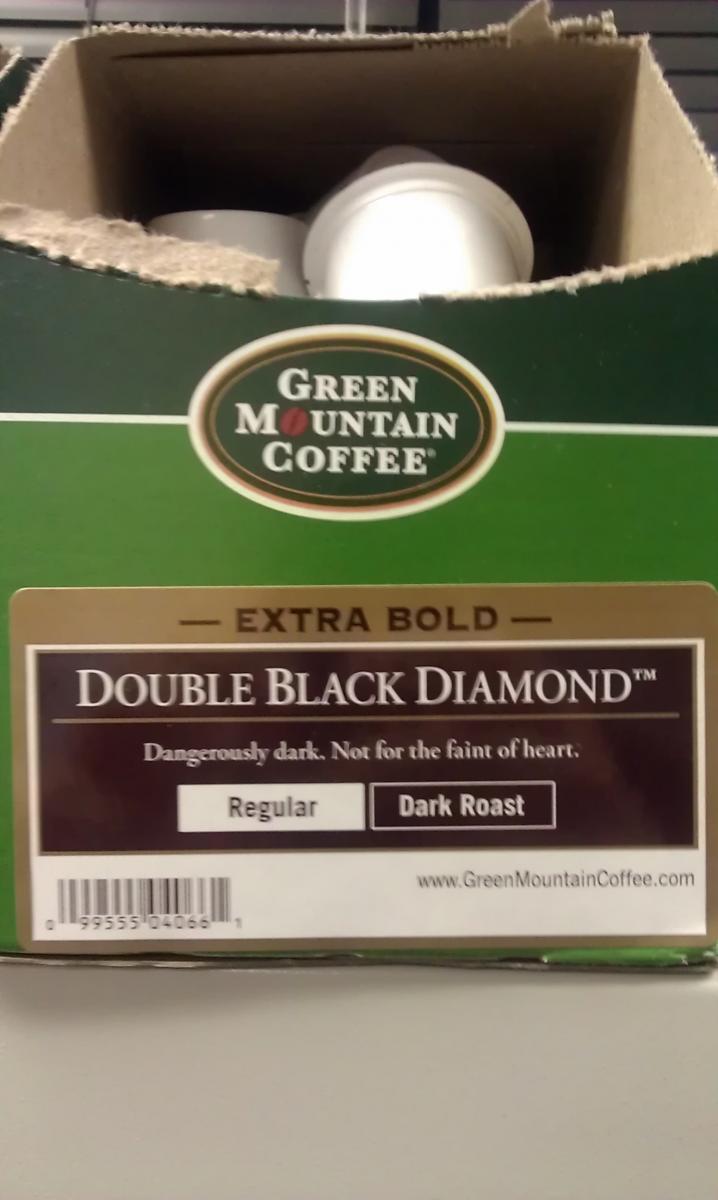 GREEN
MOUNTAIN
COFFEE®
— EXTRA BOLD —
DOUBLE BLACK DIAMOND™
Dangerously dark. Not for the faint of heart.
Regular
Dark Roast
www.GreenMountainCoffee.com
0 99555 04066 1